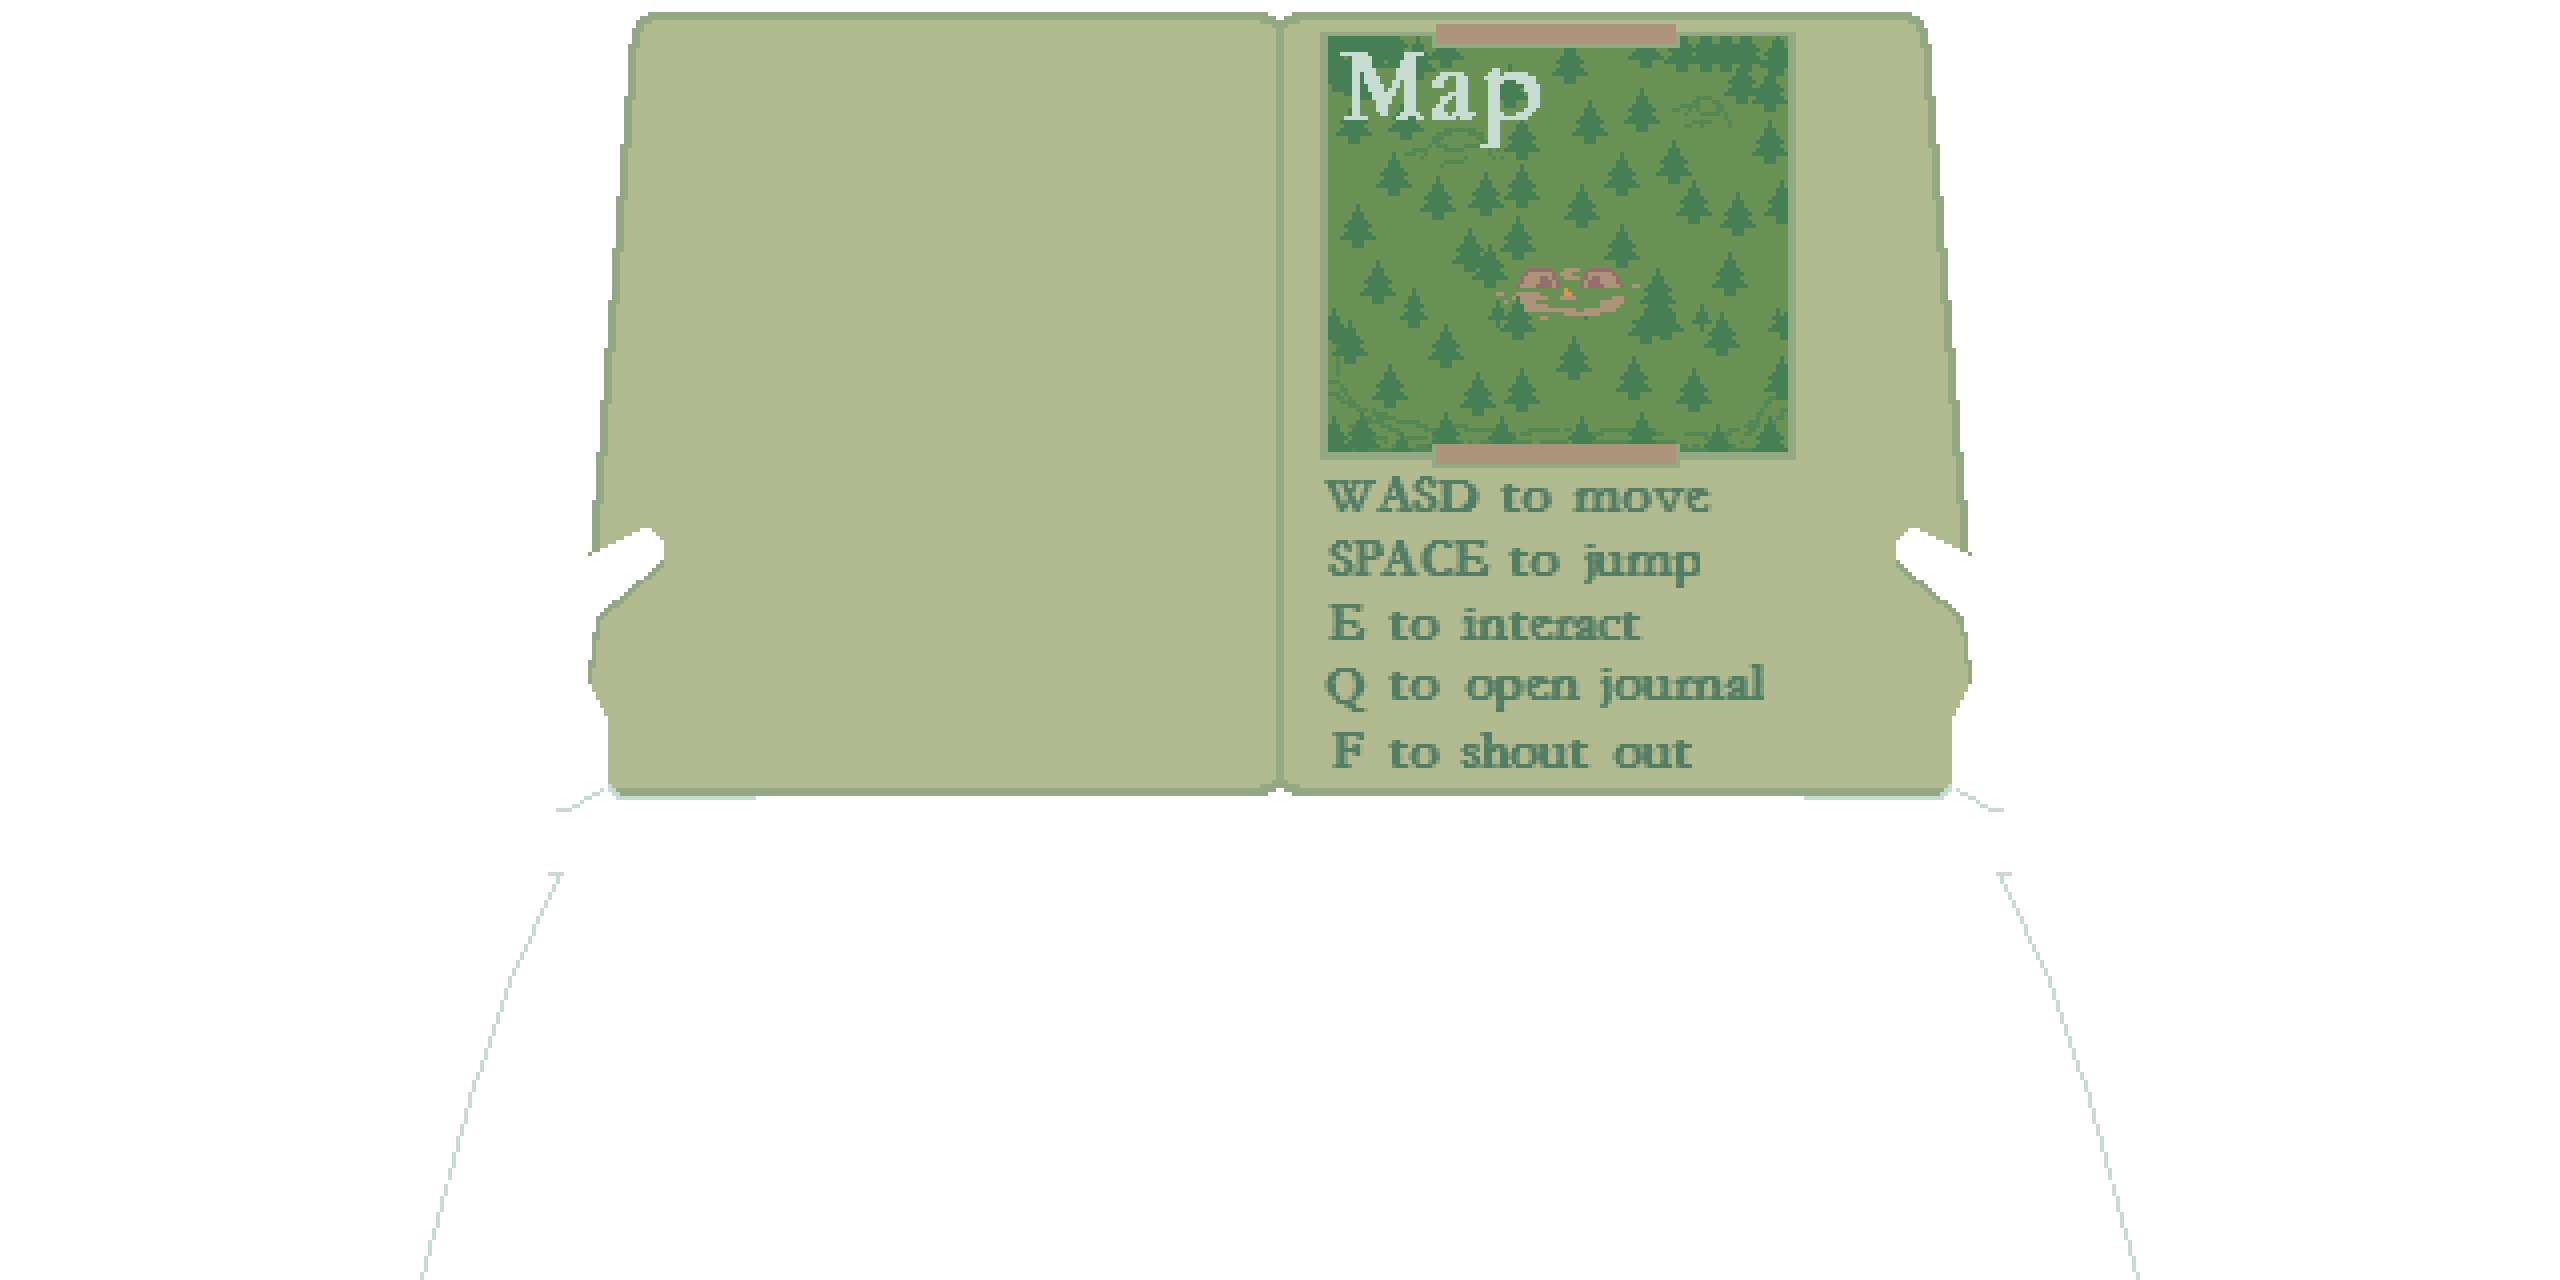 Map
WASD to move
SPACE to jump
E to interact
Q to open journal
F to shout out